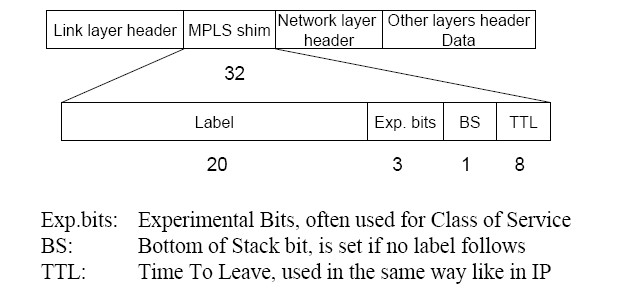 Link layer header MPLS shim Network layer header Other layers header Data
32
Label Exp. bits BS TTL
20 3 1 8
Exp.bits: Experimental Bits, often used for Class of Service
BS: Bottom of Stack bit, is set if no label follows
TTL: Time To Leave, used in the same way like in IP